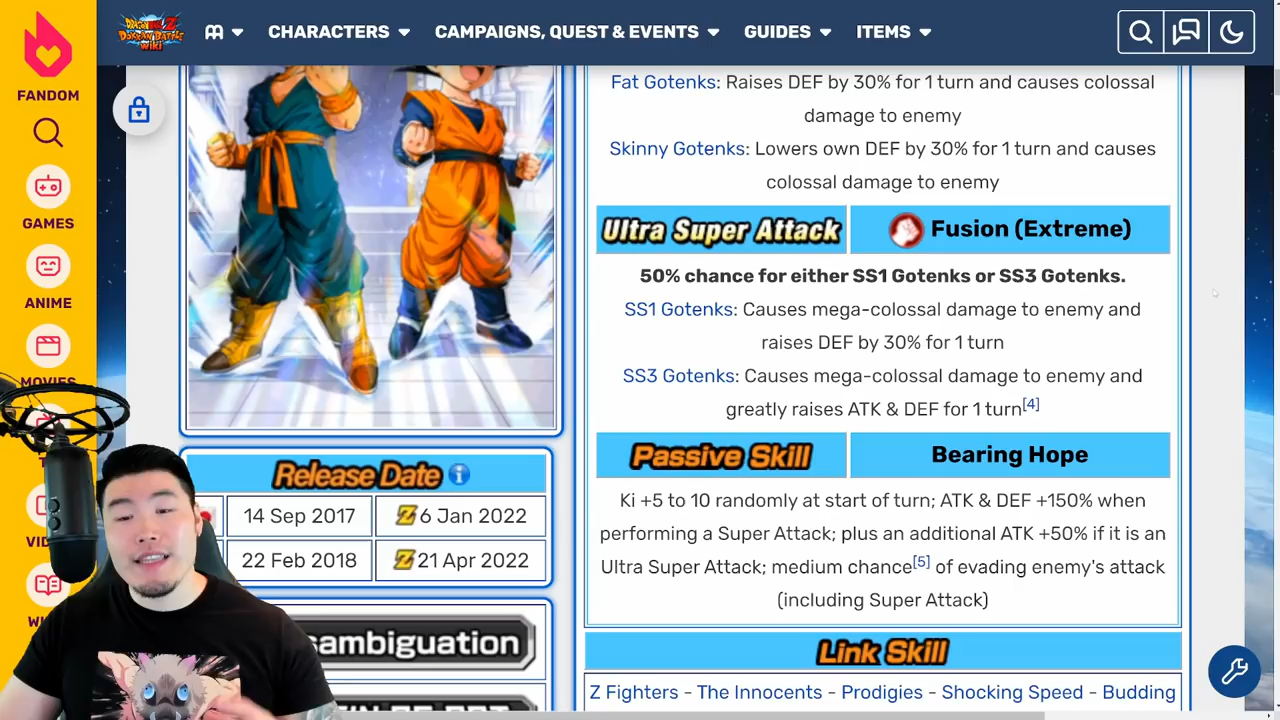 DRAGON BALL Z
DOKKAN BATTLE
WIKI
CHARACTERS
CAMPAIGNS, QUEST & EVENTS
GUIDES
ITEMS
FANDOM
GAMES
ANIME
MOVIES
Fat Gotenks: Raises DEF by 30% for 1 turn and causes colossal
damage to enemy
Skinny Gotenks: Lowers own DEF by 30% for 1 turn and causes
colossal damage to enemy
Ultra Super Attack
Fusion (Extreme)
50% chance for either SS1 Gotenks or SS3 Gotenks.
SS1 Gotenks: Causes mega-colossal damage to enemy and
raises DEF by 30% for 1 turn
SS3 Gotenks: Causes mega-colossal damage to enemy and
greatly raises ATK & DEF for 1 turn[4]
Passive Skill
Bearing Hope
Ki +5 to 10 randomly at start of turn; ATK & DEF +150% when
performing a Super Attack; plus an additional ATK +50% if it is an
Ultra Super Attack; medium chance[5] of evading enemy's attack
(including Super Attack)
Link Skill
Z Fighters - The Innocents - Prodigies - Shocking Speed - Budding
Release Date
14 Sep 2017
Z 6 Jan 2022
22 Feb 2018
Z 21 Apr 2022
sambiguation